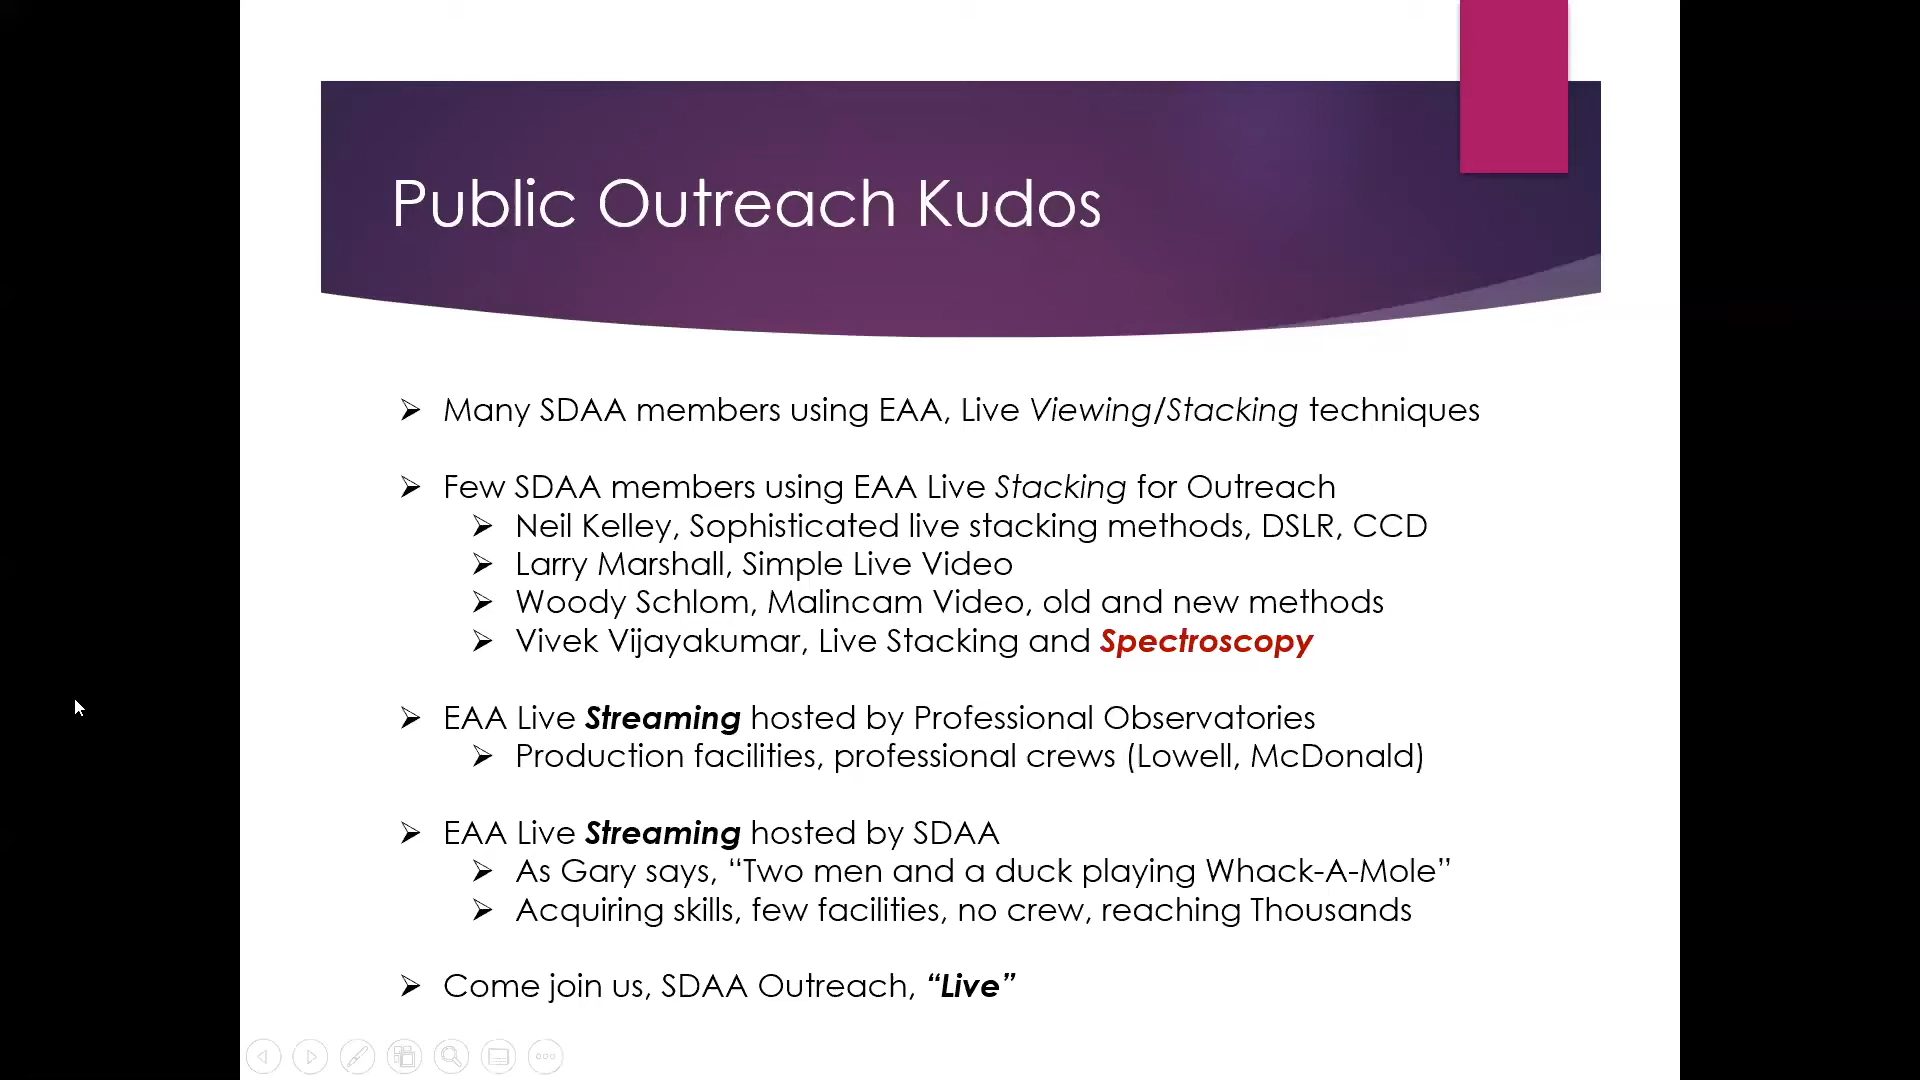 Public Outreach Kudos
Many SDAA members using EAA, Live Viewing/Stacking techniques
Few SDAA members using EAA Live Stacking for Outreach
Neil Kelley, Sophisticated live stacking methods, DSLR, CCD
Larry Marshall, Simple Live Video
Woody Schlom, Malincam Video, old and new methods
Vivek Vijayakumar, Live Stacking and Spectroscopy
EAA Live Streaming hosted by Professional Observatories
Production facilities, professional crews (Lowell, McDonald)
EAA Live Streaming hosted by SDAA
As Gary says, “Two men and a duck playing Whack-A-Mole”
Acquiring skills, few facilities, no crew, reaching Thousands
Come join us, SDAA Outreach, “Live”